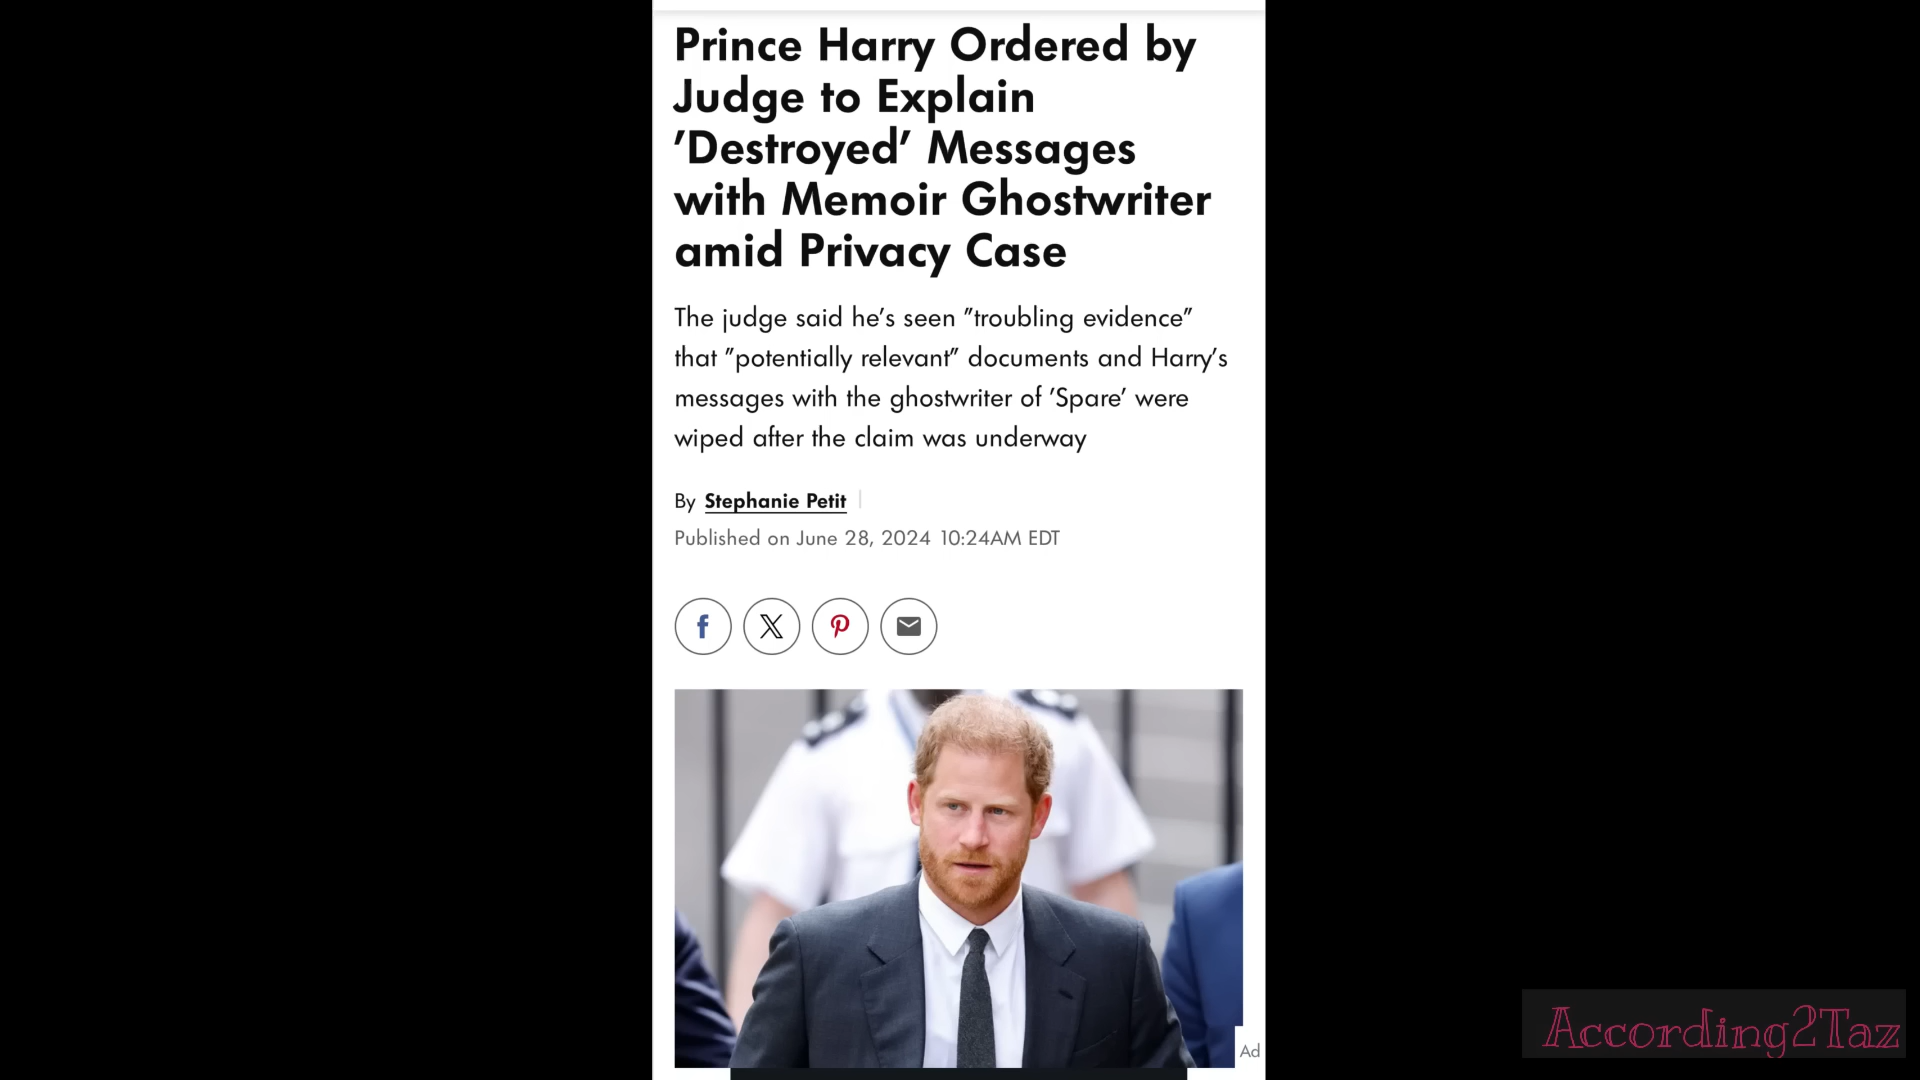 Prince Harry Ordered by
Judge to Explain
'Destroyed' Messages
with Memoir Ghostwriter
amid Privacy Case
The judge said he's seen "troubling evidence"
that "potentially relevant" documents and Harry's
messages with the ghostwriter of 'Spare' were
wiped after the claim was underway
By Stephanie Petit
Published on June 28, 2024 10:24AM EDT
Ad
According2Taz